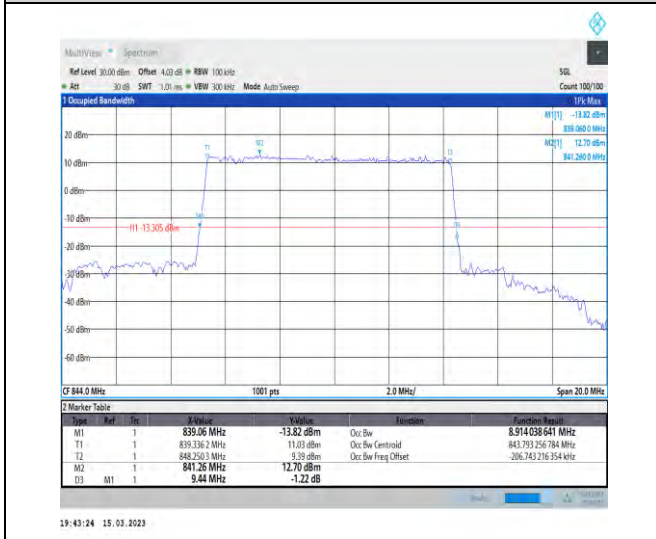 MultiView Spectrum
Ref Level 30.00 dBm Offset 4.03 dB RBW 100 kHz SGL
Att 30 dB SWT 1.01 ms VBW 300 kHz Mode Auto Sweep Count 100/100
1 Occupied Bandwidth 1Pk Max
M1[1] -13.82 dBm
839.060 0 MHz
M2[1] 12.70 dBm
841.260 0 MHz
20 dBm
T1
M2
T2
10 dBm
0 dBm
-10 dBm
M1
H1 -13.305 dBm
D3
-20 dBm
-30 dBm
-40 dBm
-50 dBm
-60 dBm
CF 844.0 MHz 1001 pts 2.0 MHz/ Span 20.0 MHz
2 Marker Table
Type Ref Trc X-Value Y-Value Function Function Result
M1 1 839.06 MHz -13.82 dBm Occ Bw 8.914 038 641 MHz
T1 1 839.336 2 MHz 11.03 dBm Occ Bw Centroid 843.793 256 784 MHz
T2 1 848.250 3 MHz 9.39 dBm Occ Bw Freq Offset -206.743 216 354 kHz
M2 1 841.26 MHz 12.70 dBm
D3 M1 1 9.44 MHz -1.22 dB
19:43:24 15.03.2023